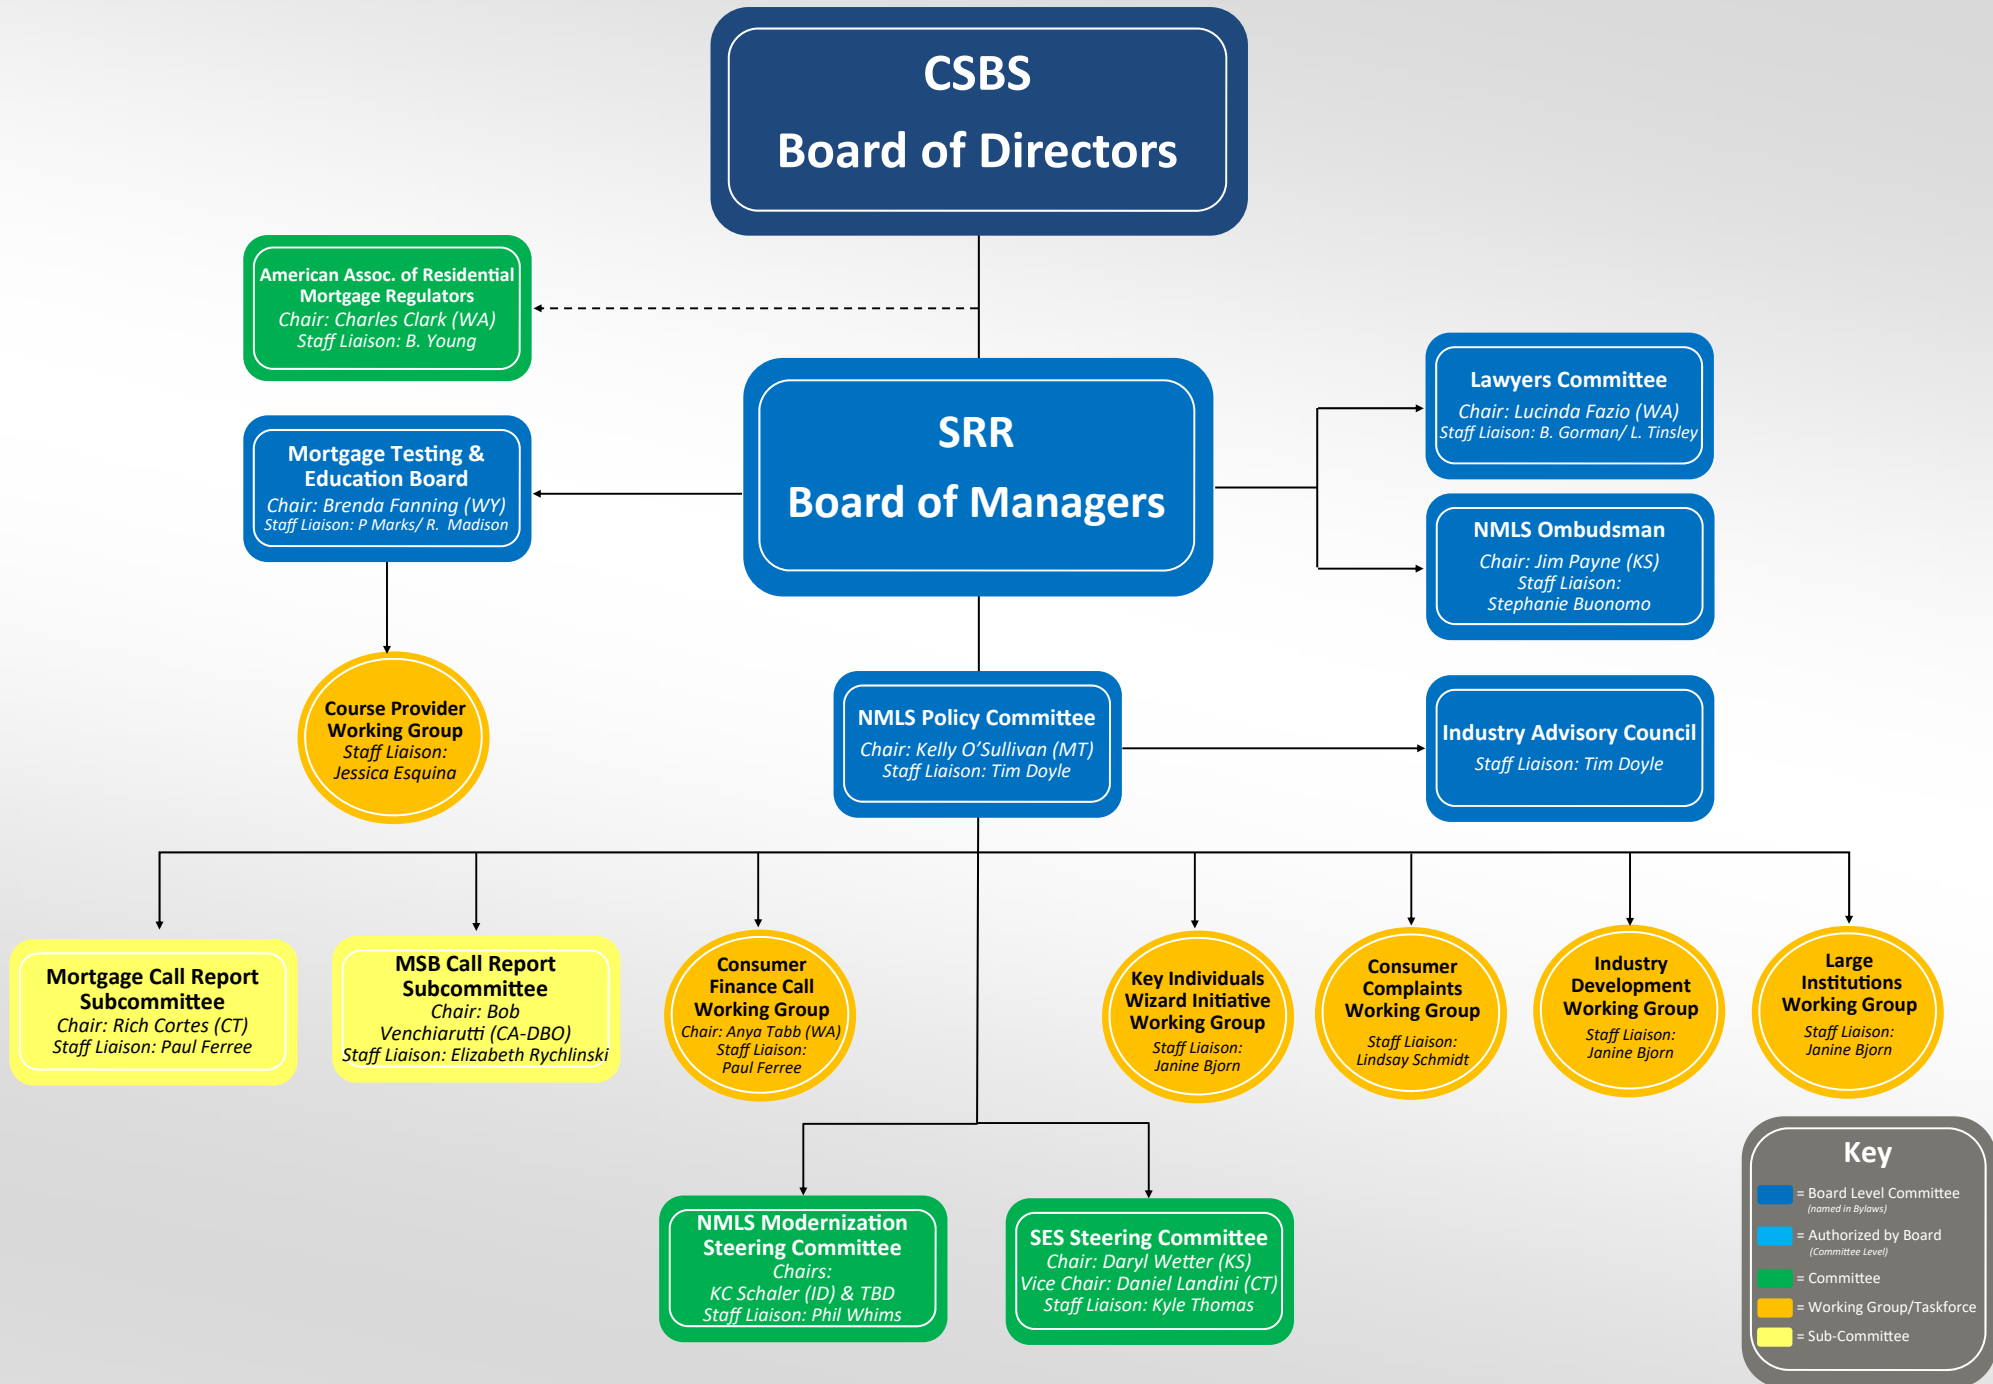 CSBS
Board of Directors
American Assoc. of Residential
Mortgage Regulators
Chair: Charles Clark (WA)
Staff Liaison: B. Young
Mortgage Testing &
Education Board
Chair: Brenda Fanning (WY)
Staff Liaison: P Marks/ R. Madison
SRR
Board of Managers
Lawyers Committee
Chair: Lucinda Fazio (WA)
Staff Liaison: B. Gorman/ L. Tinsley
NMLS Ombudsman
Chair: Jim Payne (KS)
Staff Liaison:
Stephanie Buonomo
Course Provider
Working Group
Staff Liaison:
Jessica Esquina
NMLS Policy Committee
Chair: Kelly O’Sullivan (MT)
Staff Liaison: Tim Doyle
Industry Advisory Council
Staff Liaison: Tim Doyle
Mortgage Call Report
Subcommittee
Chair: Rich Cortes (CT)
Staff Liaison: Paul Ferree
MSB Call Report
Subcommittee
Chair: Bob
Venchiarutti (CA-DBO)
Staff Liaison: Elizabeth Rychlinski
Consumer
Finance Call
Working Group
Chair: Anya Tabb (WA)
Staff Liaison:
Paul Ferree
Key Individuals
Wizard Initiative
Working Group
Staff Liaison:
Janine Bjorn
Consumer
Complaints
Working Group
Staff Liaison:
Lindsay Schmidt
Industry
Development
Working Group
Staff Liaison:
Janine Bjorn
Large
Institutions
Working Group
Staff Liaison:
Janine Bjorn
NMLS Modernization
Steering Committee
Chairs:
KC Schaler (ID) & TBD
Staff Liaison: Phil Whims
SES Steering Committee
Chair: Daryl Wetter (KS)
Vice Chair: Daniel Landini (CT)
Staff Liaison: Kyle Thomas
Key
= Board Level Committee
(named in Bylaws)
= Authorized by Board
(Committee Level)
= Committee
= Working Group/Taskforce
= Sub-Committee